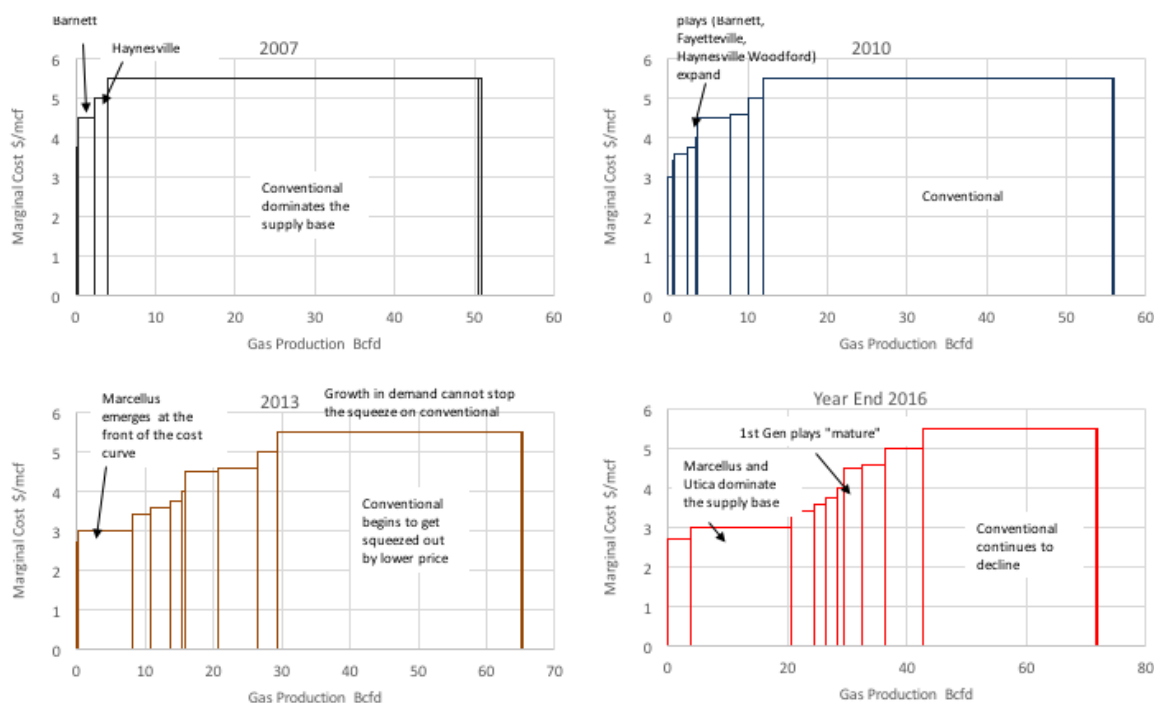 Barnett
Haynesville
2007
6
5
4
3
2
1
0
Marginal Cost $/mcf
Conventional
dominates the
supply base
0 10 20 30 40 50 60
Gas Production Bcfd
plays (Barnett,
Fayetteville,
Haynesville Woodford)
expand
2010
6
5
4
3
2
1
0
Marginal Cost $/mcf
Conventional
0 10 20 30 40 50 60
Gas Production Bcfd
Marcellus
emerges at the
front of the cost
curve
2013
Growth in demand cannot stop
the squeeze on conventional
6
5
4
3
2
1
0
Marginal Cost $/mcf
Conventional
begins to get
squeezed out
by lower price
0 10 20 30 40 50 60 70
Gas Production Bcfd
Year End 2016
1st Gen plays "mature"
Marcellus and
Utica dominate
the supply base
6
5
4
3
2
1
0
Marginal Cost $/mcf
Conventional
continues to
decline
0 20 40 60 80
Gas Production Bcfd